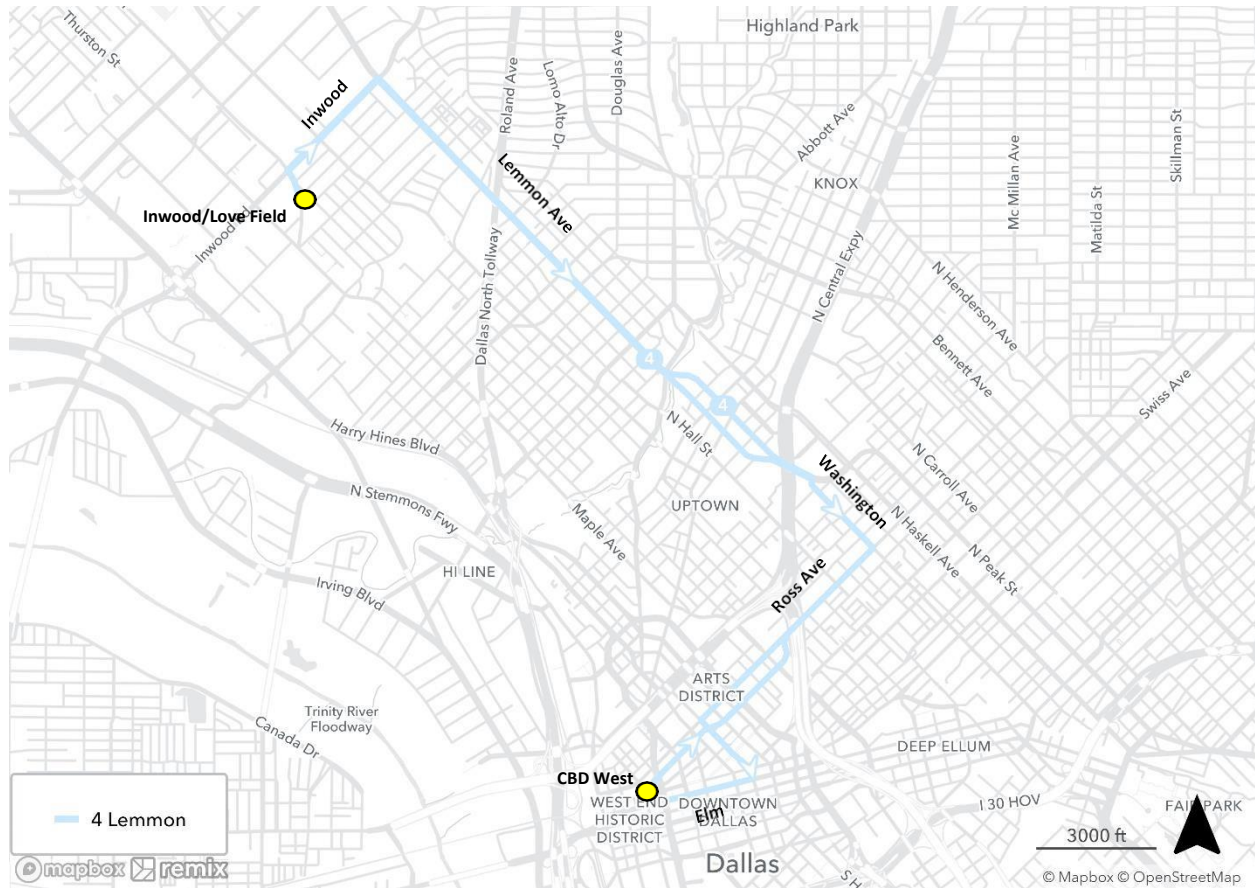 Thurston St
Highland Park
Roland Ave
Lomo Alto Dr
Douglas Ave
Abbott Ave
Inwood
KNOX
Mc Millan Ave
Matilda St
Skillman St
Lemmon Ave
Inwood/Love Field
Inwood Rd
Dallas North Tollway
N Central Expy
N Henderson Ave
Bennett Ave
Swiss Ave
4
4
N Hall St
Harry Hines Blvd
N Stemmons Fwy
Washington
N Carroll Ave
N Haskell Ave
N Peak St
UPTOWN
Maple Ave
HI LINE
Irving Blvd
Ross Ave
ARTS
DISTRICT
Trinity River
Floodway
Canada Dr
DEEP ELLUM
CBD West
WEST END
HISTORIC
DISTRICT
DOWNTOWN
DALLAS
Elm
I 30 HOV
FAIR PARK
4 Lemmon
3000 ft
Dallas
S H
mapbox remix
© Mapbox © OpenStreetMap